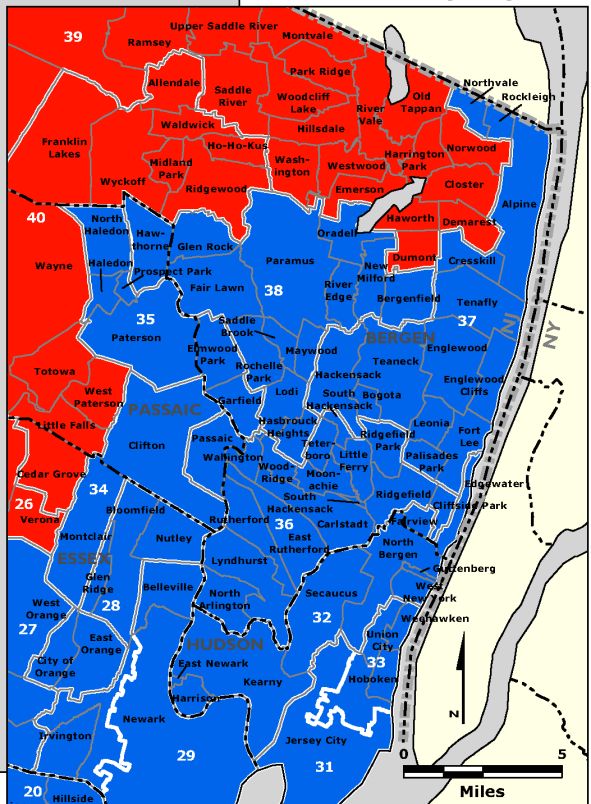 39
Ramsey
Upper Saddle River
Montvale
Allendale
Saddle
River
Park Ridge
Woodcliff
Lake
River
Vale
Old
Tappan
Northvale
Rockleigh
Franklin
Lakes
Waldwick
Hillsdale
Ho-Ho-Kus
Midland
Park
Wash-
ington
Westwood
Harrington
Park
Norwood
Wyckoff
Ridgewood
Emerson
Closter
Alpine
40
North
Haledon
Haw-
thorne
Glen Rock
Oradell
Haworth
Demarest
Wayne
Haledon
Prospect Park
Paramus
New
Milford
Dumont
Cresskill
Fair Lawn
38
River
Edge
Bergenfield
Tenafly
35
Paterson
Saddle
Brook
37
NJ
NY
BERGEN
Elmwood
Park
Maywood
Teaneck
Englewood
Totowa
Rochelle
Park
Hackensack
Englewood
Cliffs
West
Paterson
PASSAIC
Garfield
Lodi
South
Hackensack
Bogota
Little Falls
Clifton
Passaic
Hasbrouck
Heights
Teter-
boro
Ridgefield
Park
Leonia
Fort
Lee
Wallington
Wood-
Ridge
Moon-
achie
Little
Ferry
Palisades
Park
Cedar Grove
34
26
Verona
Bloomfield
South
Hackensack
Ridgefield
Edgewater
Cliffside Park
Montclair
Nutley
Rutherford
36
East
Rutherford
Carlstadt
Fairview
North
Bergen
ESSEX
Glen
Ridge
Belleville
Lyndhurst
Guttenberg
West
New York
West
Orange
28
North
Arlington
Secaucus
32
Weehawken
27
East
Orange
HUDSON
Union
City
City of
Orange
East Newark
33
Harrison
Kearny
Hoboken
Newark
N
Irvington
Jersey City
29
31
0
5
Miles
20
Hillside